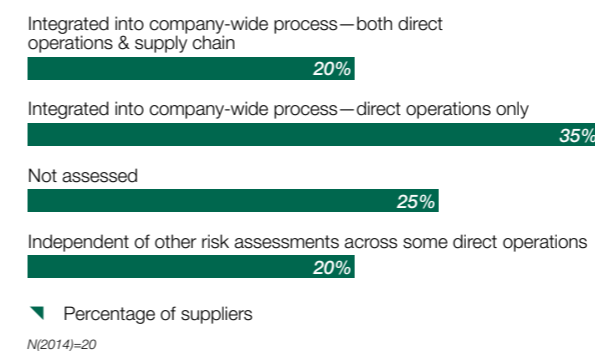 Integrated into company-wide process—both direct
operations & supply chain
20%
Integrated into company-wide process—direct operations only
35%
Not assessed
25%
Independent of other risk assessments across some direct operations
20%
Percentage of suppliers
N(2014)=20